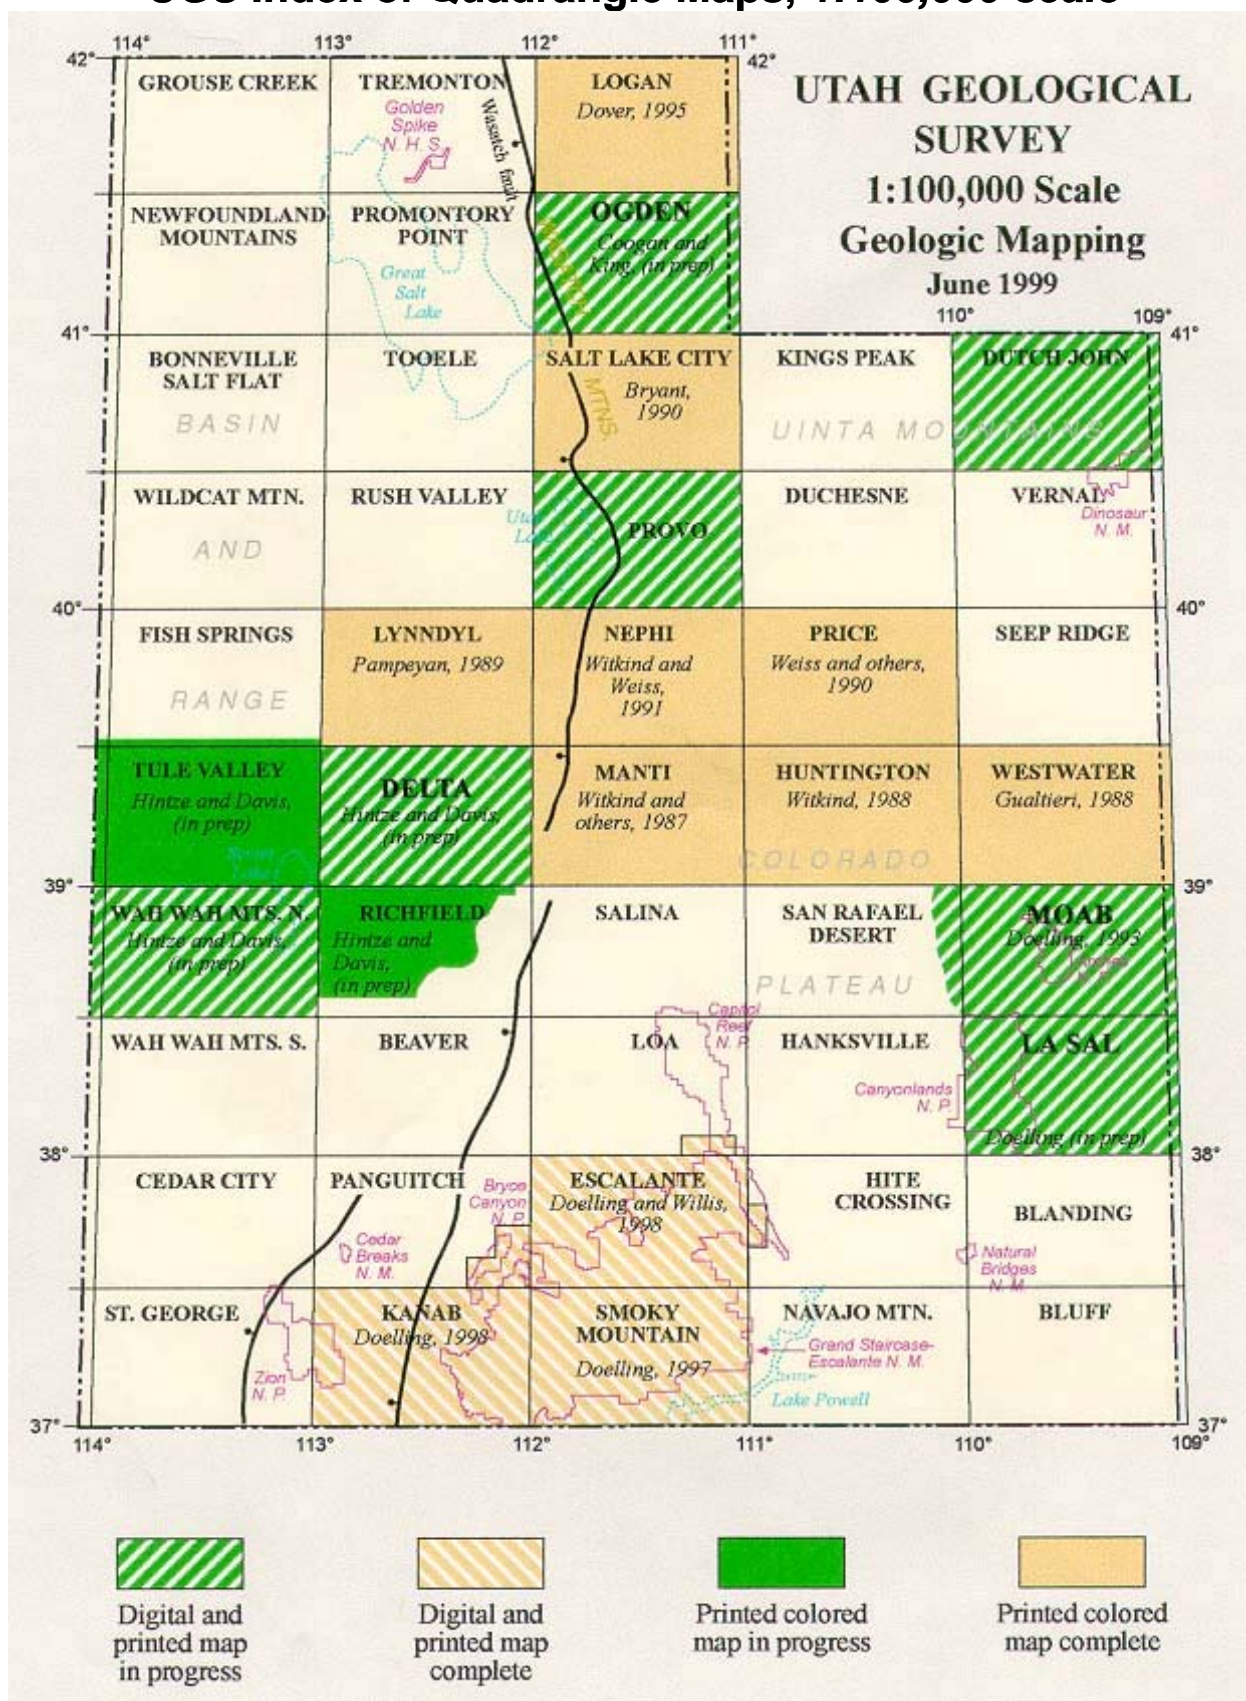 114°
113°
112°
111°
42°
42°
UTAH GEOLOGICAL
SURVEY
1:100,000 Scale
Geologic Mapping
June 1999
GROUSE CREEK
TREMONTON
Golden
Spike
N. H. S.
Wasatch fault
LOGAN
Dover, 1995
NEWFOUNDLAND
MOUNTAINS
PROMONTORY
POINT
Great
Salt
Lake
OGDEN
Coogan and
King, (in prep)
WASATCH
110°
109°
41°
41°
BONNEVILLE
SALT FLAT
BASIN
TOOELE
SALT LAKE CITY
Bryant,
1990
MTNS.
KINGS PEAK
UINTA MOUNTAINS
DUTCH JOHN
WILDCAT MTN.
AND
RUSH VALLEY
Utah
Lake
PROVO
DUCHESNE
VERNAL
Dinosaur
N. M.
40°
40°
FISH SPRINGS
RANGE
LYNNDYL
Pampeyan, 1989
NEPHI
Witkind and
Weiss,
1991
PRICE
Weiss and others,
1990
SEEP RIDGE
TULE VALLEY
Hintze and Davis,
(in prep)
DELTA
Hintze and Davis,
(in prep)
MANTI
Witkind and
others, 1987
HUNTINGTON
Witkind, 1988
WESTWATER
Gualtieri, 1988
COLORADO
39°
39°
WAH WAH MTS. N.
Hintze and Davis,
(in prep)
RICHFIELD
Hintze and
Davis,
(in prep)
SALINA
SAN RAFAEL
DESERT
PLATEAU
MOAB
Doelling, 1993
WAH WAH MTS. S.
BEAVER
LOA
Capitol
Reef
N. P.
HANKSVILLE
Canyonlands
N. P.
LA SAL
Doelling (in prep)
38°
38°
CEDAR CITY
PANGUITCH
Bryce
Canyon
N. P.
Cedar
Breaks
N. M.
ESCALANTE
Doelling and Willis,
1998
HITE
CROSSING
BLANDING
Natural
Bridges
N. M.
ST. GEORGE
Zion
N. P.
KANAB
Doelling, 1998
SMOKY
MOUNTAIN
Doelling, 1997
NAVAJO MTN.
Grand Staircase-
Escalante N. M.
Lake Powell
BLUFF
37°
37°
114°
113°
112°
111°
110°
109°
Digital and
printed map
in progress
Digital and
printed map
complete
Printed colored
map in progress
Printed colored
map complete